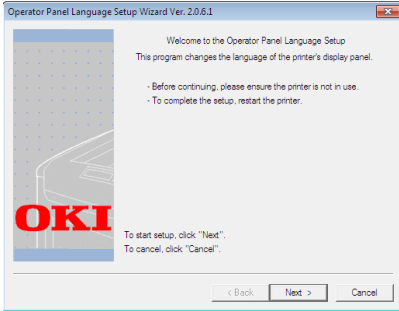 Operator Panel Language Setup Wizard Ver. 2.0.6.1
Welcome to the Operator Panel Language Setup
This program changes the language of the printer's display panel.
- Before continuing, please ensure the printer is not in use.
- To complete the setup, restart the printer.
OKI
To start setup, click "Next".
To cancel, click "Cancel".
< Back
Next >
Cancel